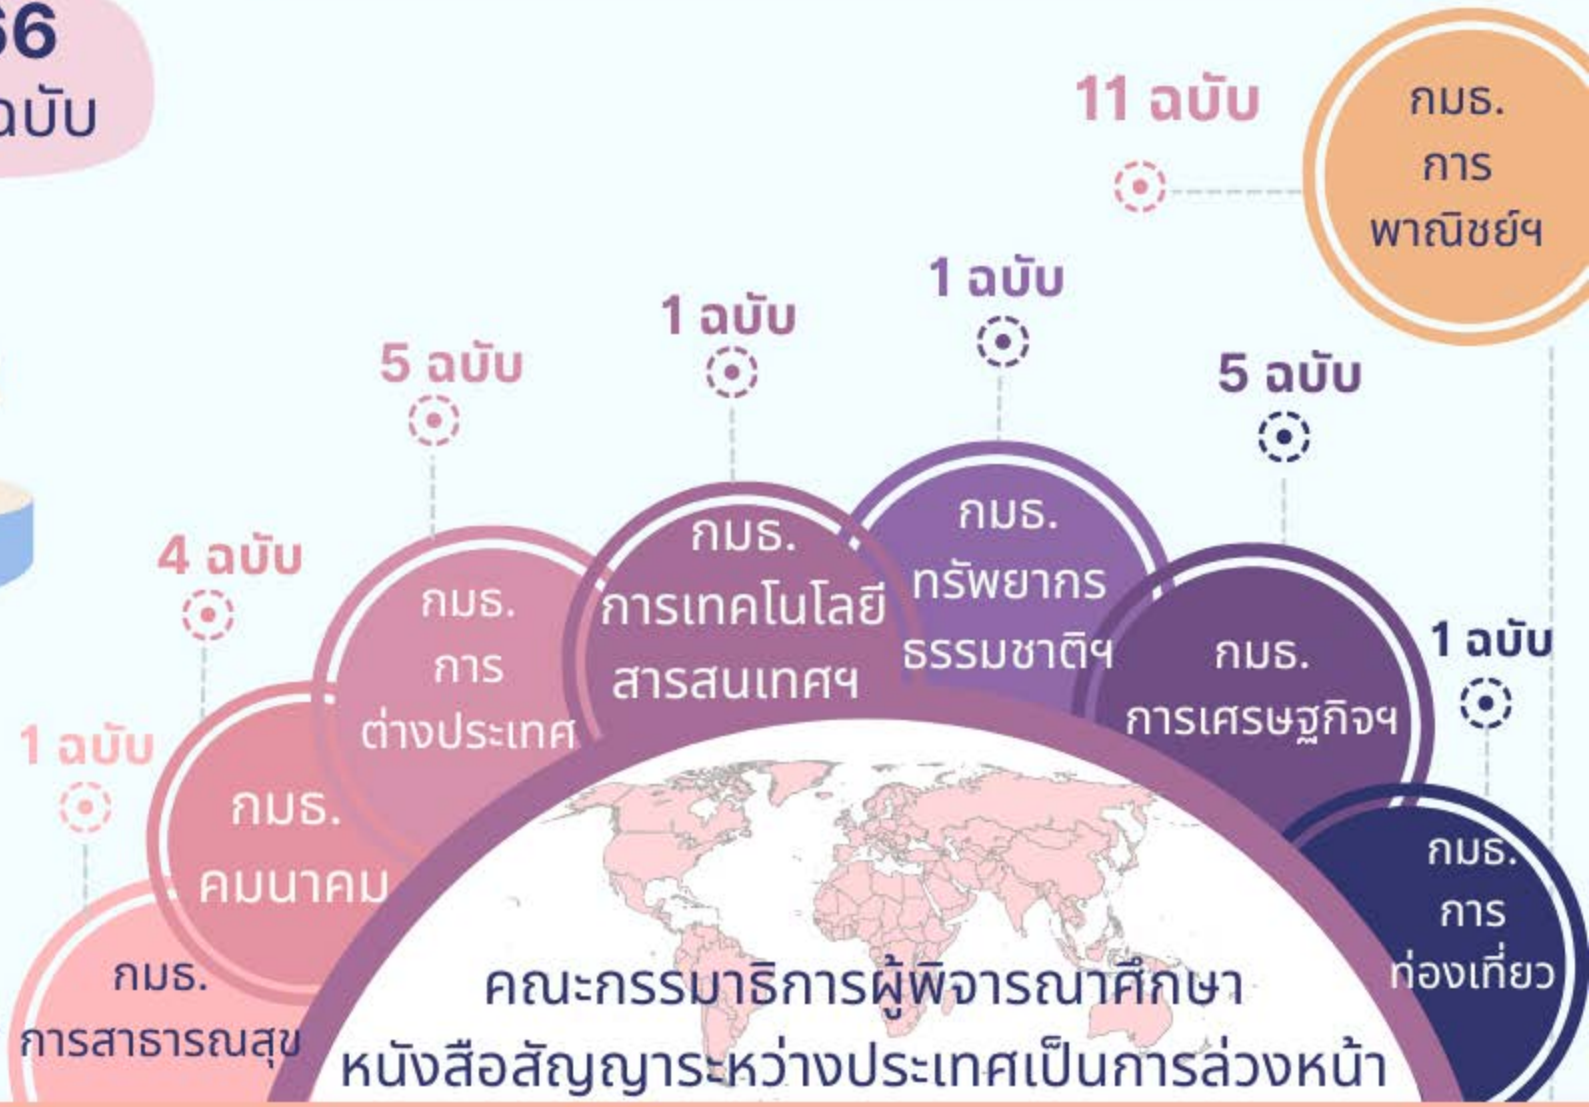 66
ฉบับ
11 ฉบับ
กมธ.
การ
พาณิชย์ฯ
1 ฉบับ
กมธ.
การสาธารณสุข
4 ฉบับ
กมธ.
คมนาคม
5 ฉบับ
กมธ.
การ
ต่างประเทศ
1 ฉบับ
กมธ.
การเทคโนโลยี
สารสนเทศฯ
1 ฉบับ
กมธ.
ทรัพยากร
ธรรมชาติฯ
5 ฉบับ
กมธ.
การเศรษฐกิจฯ
1 ฉบับ
กมธ.
การ
ท่องเที่ยว
คณะกรรมาธิการผู้พิจารณาศึกษา
หนังสือสัญญาระหว่างประเทศเป็นการล่วงหน้า